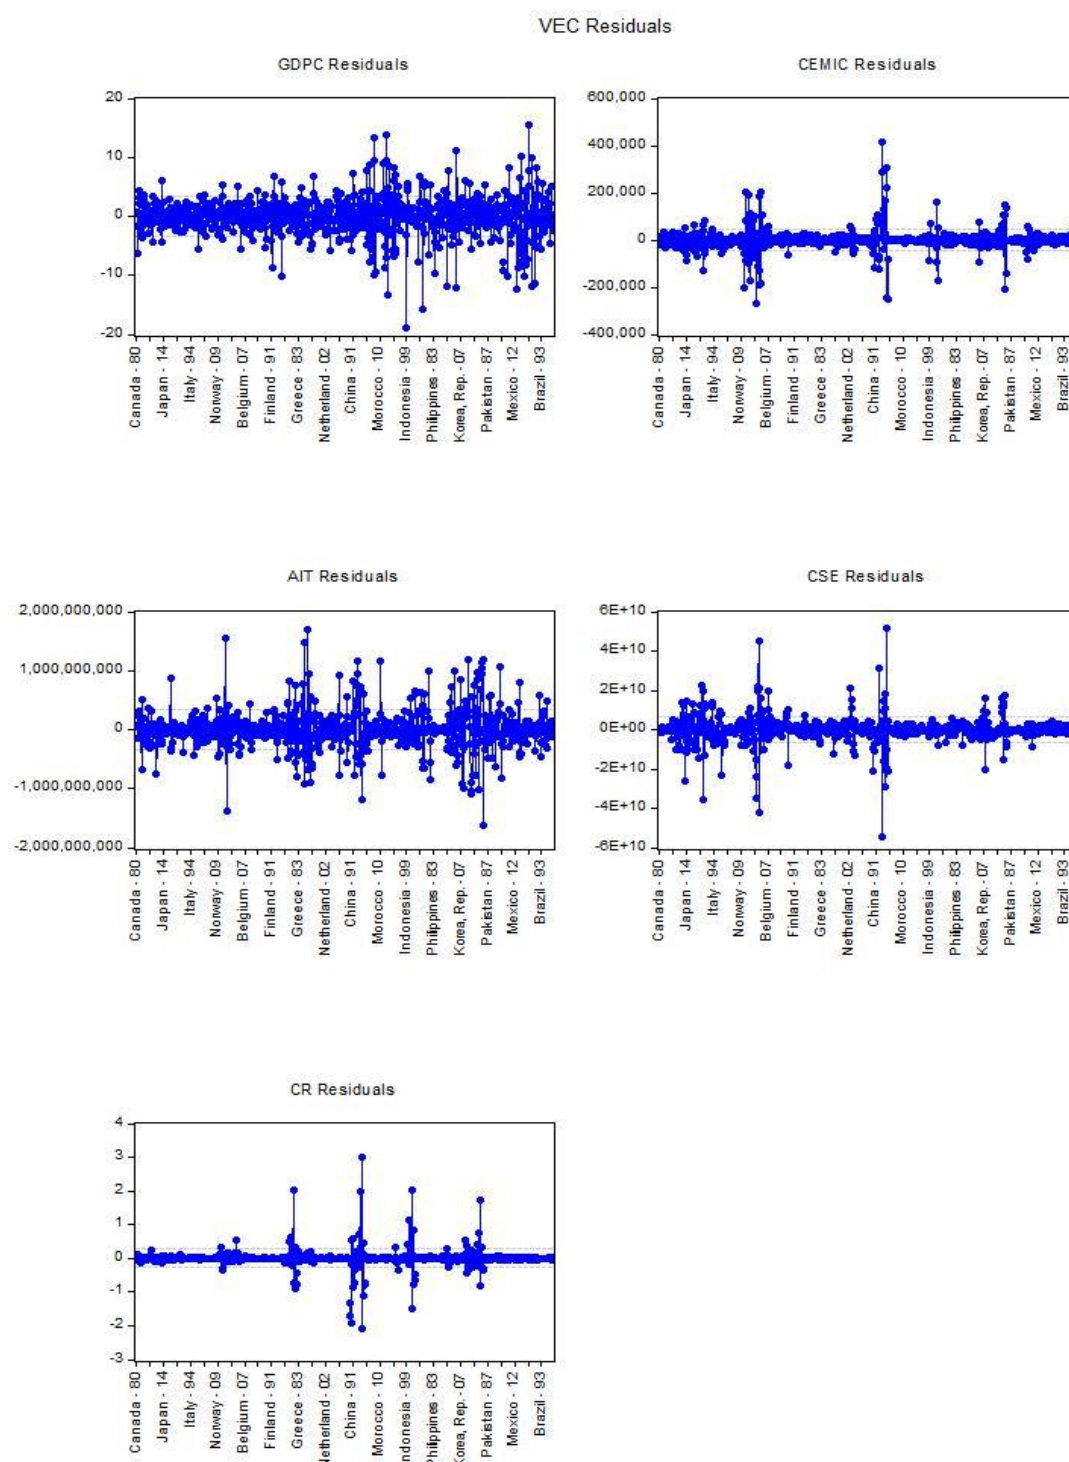 VEC Residuals
GDPC Residuals
20
10
0
-10
-20
Canada - 80
Japan - 14
Italy - 94
Norway - 09
Belgium - 07
Finland - 91
Greece - 83
Netherland - 02
China - 91
Morocco - 10
Indonesia - 99
Philippines - 83
Korea, Rep. - 07
Pakistan - 87
Mexico - 12
Brazil - 93
CEMIC Residuals
600,000
400,000
200,000
0
-200,000
-400,000
Canada - 80
Japan - 14
Italy - 94
Norway - 09
Belgium - 07
Finland - 91
Greece - 83
Netherland - 02
China - 91
Morocco - 10
Indonesia - 99
Philippines - 83
Korea, Rep. - 07
Pakistan - 87
Mexico - 12
Brazil - 93
AIT Residuals
2,000,000,000
1,000,000,000
0
-1,000,000,000
-2,000,000,000
Canada - 80
Japan - 14
Italy - 94
Norway - 09
Belgium - 07
Finland - 91
Greece - 83
Netherland - 02
China - 91
Morocco - 10
Indonesia - 99
Philippines - 83
Korea, Rep. - 07
Pakistan - 87
Mexico - 12
Brazil - 93
CSE Residuals
6E+10
4E+10
2E+10
0E+00
-2E+10
-4E+10
-6E+10
Canada - 80
Japan - 14
Italy - 94
Norway - 09
Belgium - 07
Finland - 91
Greece - 83
Netherland - 02
China - 91
Morocco - 10
Indonesia - 99
Philippines - 83
Korea, Rep. - 07
Pakistan - 87
Mexico - 12
Brazil - 93
CR Residuals
4
3
2
1
0
-1
-2
-3
Canada - 80
Japan - 14
Italy - 94
Norway - 09
Belgium - 07
Finland - 91
Greece - 83
Netherland - 02
China - 91
Morocco - 10
Indonesia - 99
Philippines - 83
Korea, Rep. - 07
Pakistan - 87
Mexico - 12
Brazil - 93